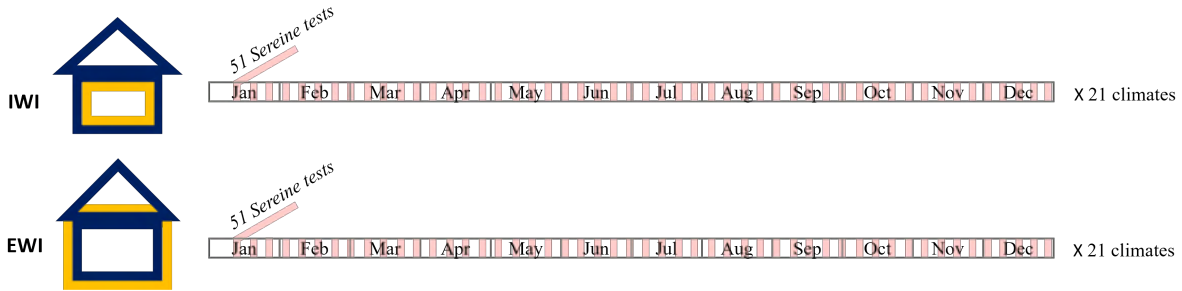 51 Sereine tests
IWI
Jan Feb Mar Apr May Jun Jul Aug Sep Oct Nov Dec
X 21 climates
51 Sereine tests
EWI
Jan Feb Mar Apr May Jun Jul Aug Sep Oct Nov Dec
X 21 climates